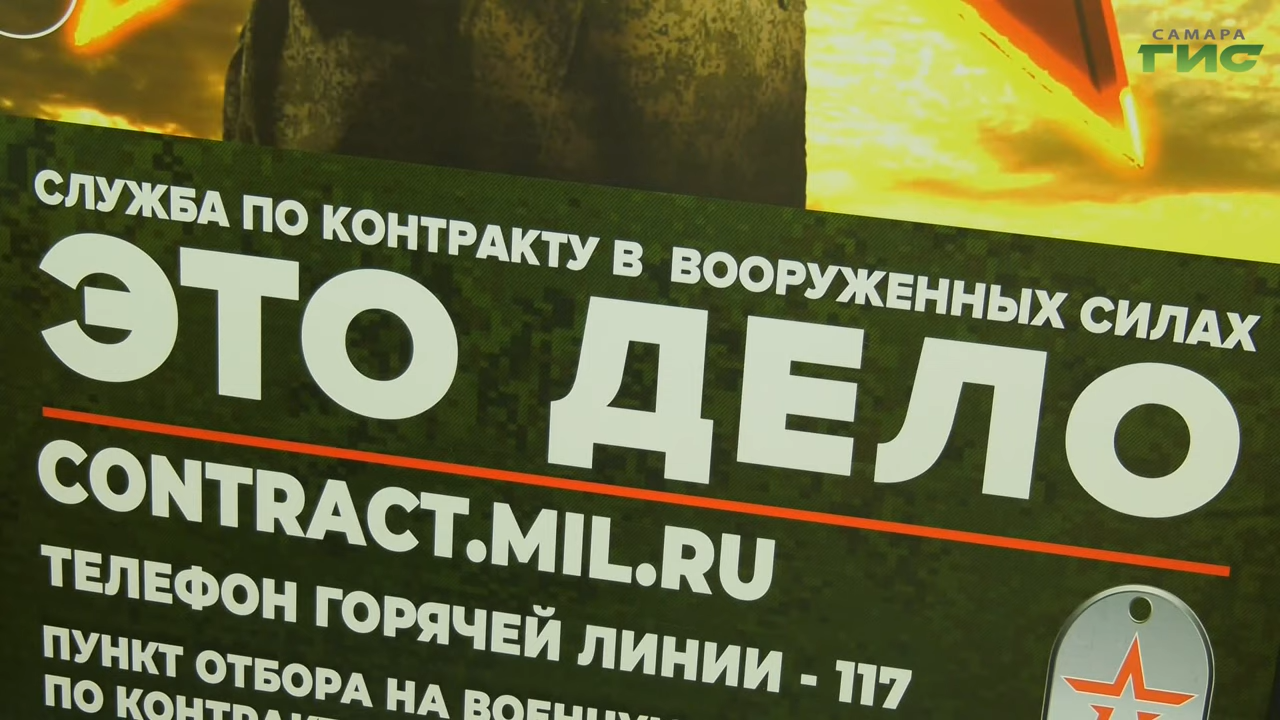 САМАРА
ГИС
СЛУЖБА ПО КОНТРАКТУ В ВООРУЖЕННЫХ СИЛАХ
ЭТО ДЕЛО
CONTRACT.MIL.RU
ТЕЛЕФОН ГОРЯЧЕЙ ЛИНИИ - 117
ПУНКТ ОТБОРА НА
ПО